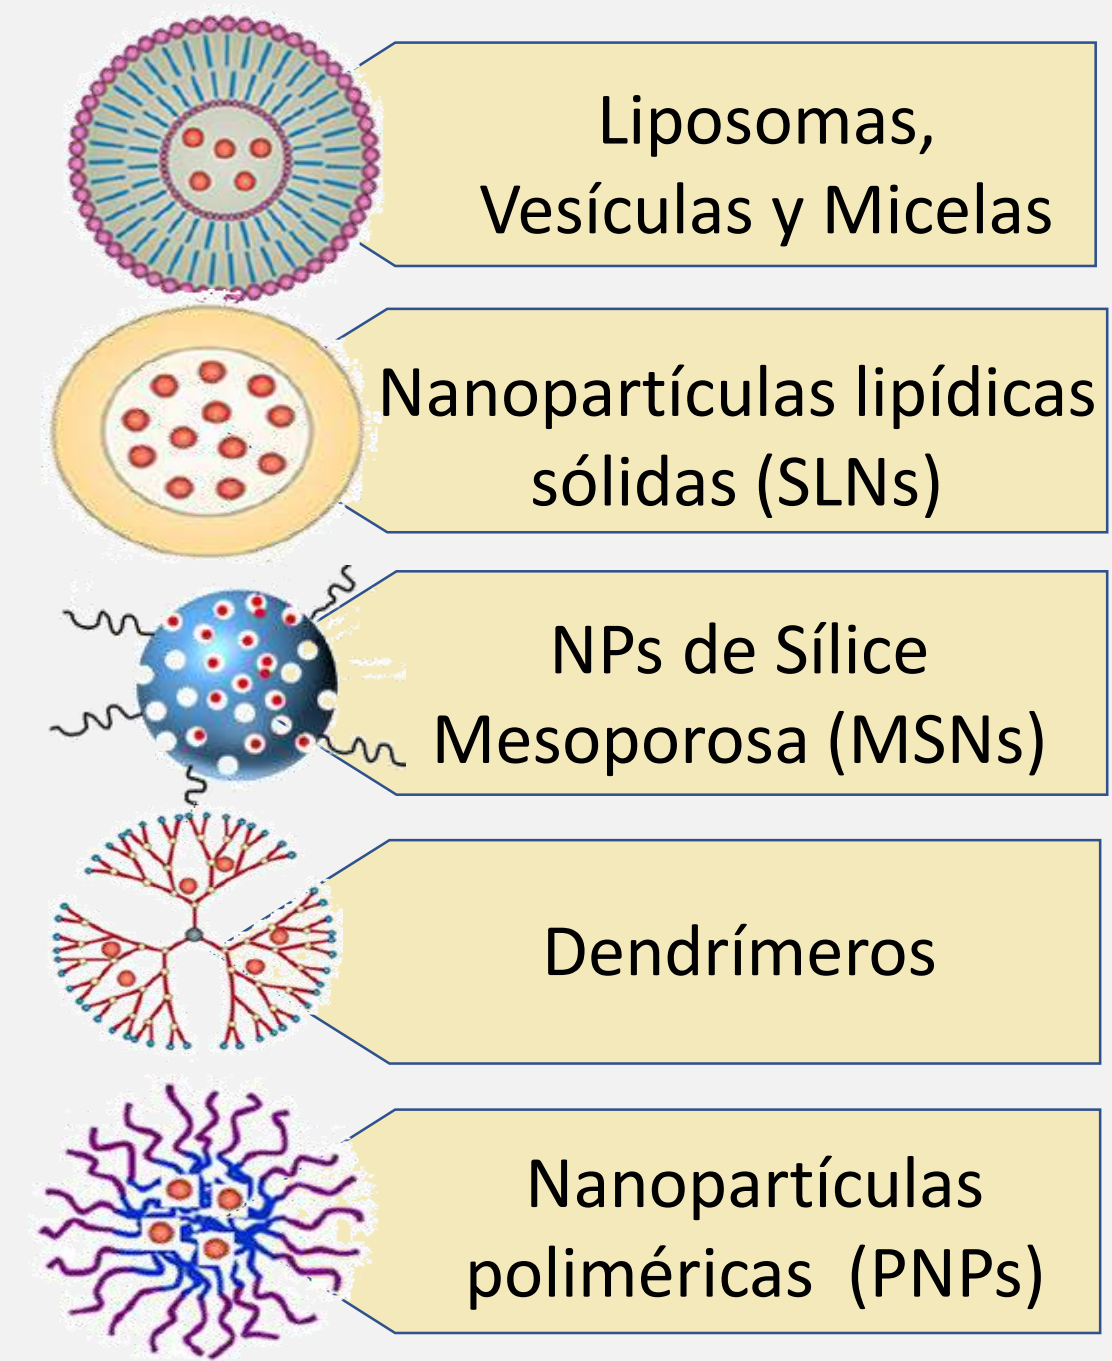 Liposomas,
Vesículas y Micelas
Nanopartículas lipídicas
sólidas (SLNs)
NPs de Sílice
Mesoporosa (MSNs)
Dendrímeros
Nanopartículas
poliméricas (PNPs)